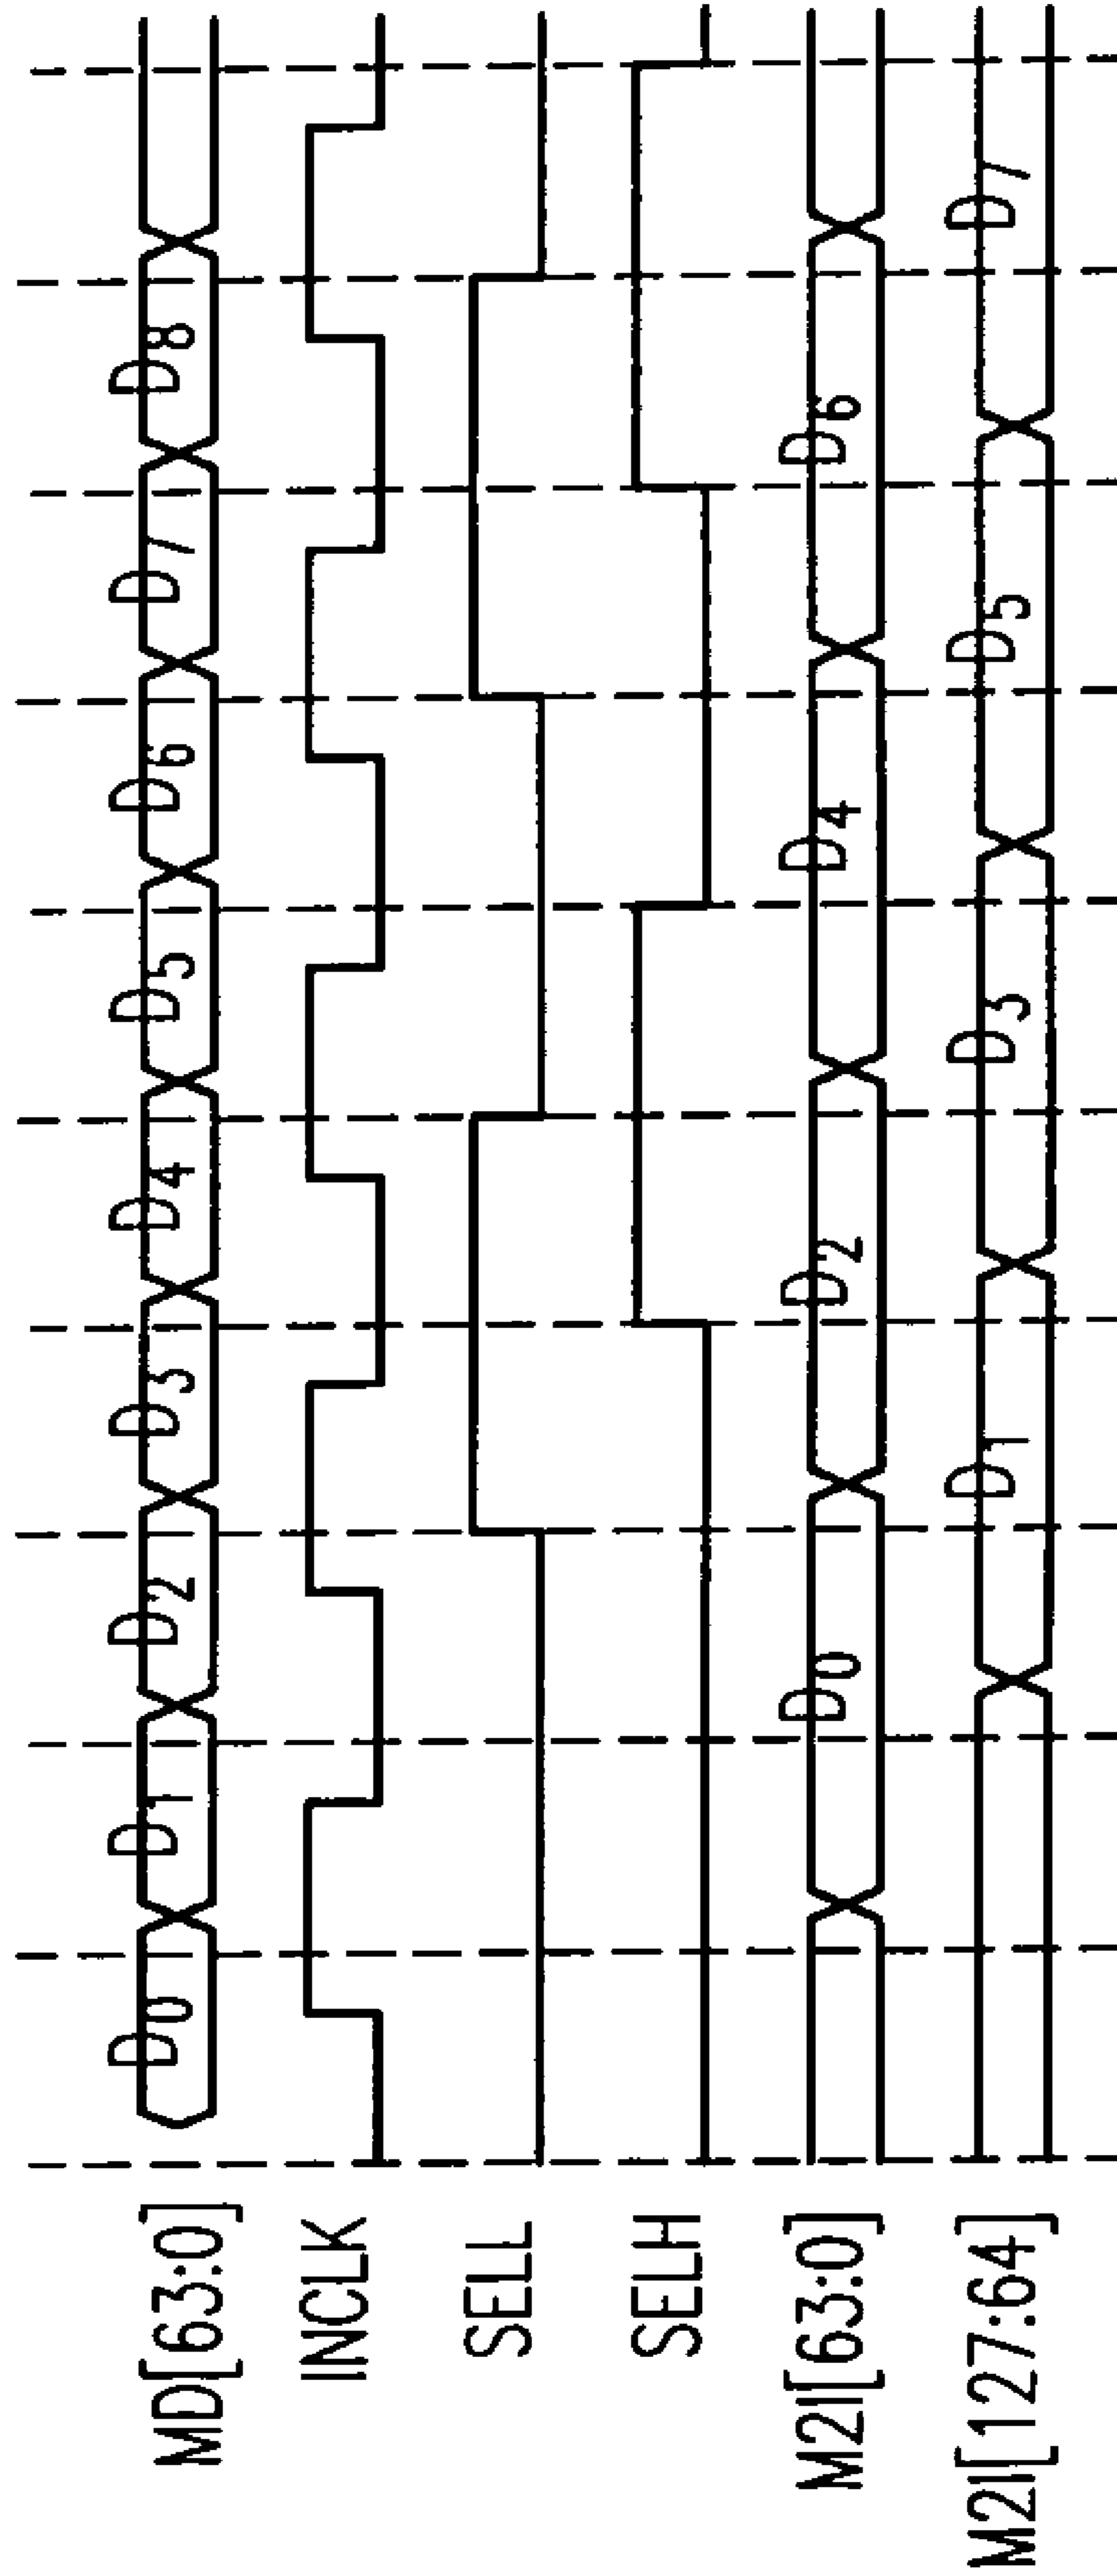 MD[63:0] D0 D1 D2 D3 D4 D5 D6 D7 D8
INCLK
SELL
SELH
M2I[63:0] D0 D2 D4 D6
M2I[127:64] D1 D3 D5 D7